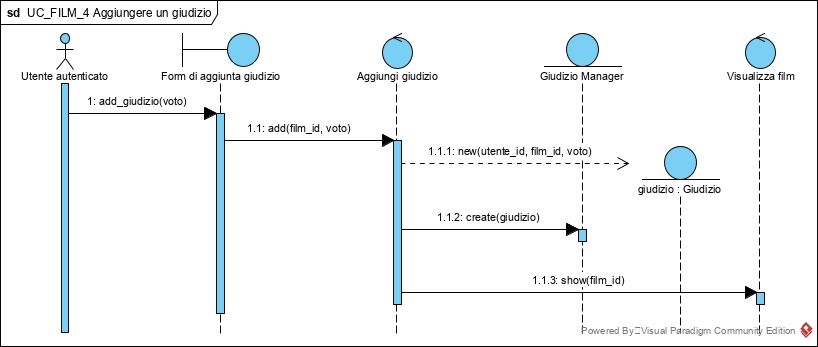 sd UC_FILM_4 Aggiungere un giudizio
Utente autenticato
Form di aggiunta giudizio
Aggiungi giudizio
Giudizio Manager
Visualizza film
1: add_giudizio(voto)
1.1: add(film_id, voto)
1.1.1: new(utente_id, film_id, voto)
giudizio : Giudizio
1.1.2: create(giudizio)
1.1.3: show(film_id)
Powered By Visual Paradigm Community Edition